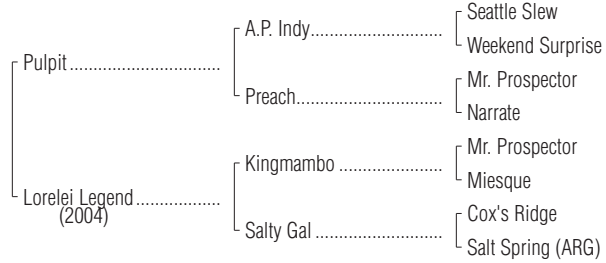 Seattle Slew
A.P. Indy
Weekend Surprise
Pulpit
Mr. Prospector
Preach
Narrate
Mr. Prospector
Kingmambo
Miesque
Lorelei Legend
(2004)
Cox's Ridge
Salty Gal
Salt Spring (ARG)